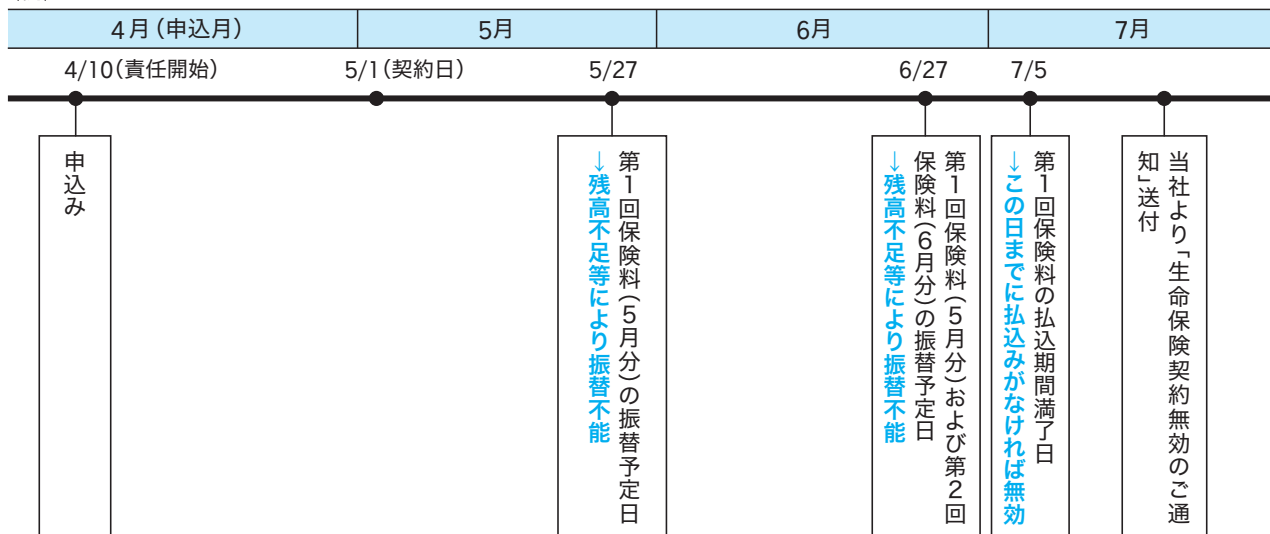 4月(申込月)
5月
6月
7月
4/10(責任開始)
5/1(契約日)
5/27
6/27
7/5
申込み
第1回保険料(5月分)の振替予定日
↓残高不足等により振替不能
第1回保険料(5月分)および第2回
保険料(6月分)の振替予定日
↓残高不足等により振替不能
第1回保険料の払込期間満了日
↓この日までに払込みがなければ無効
当社より「生命保険契約無効のご通
知」送付